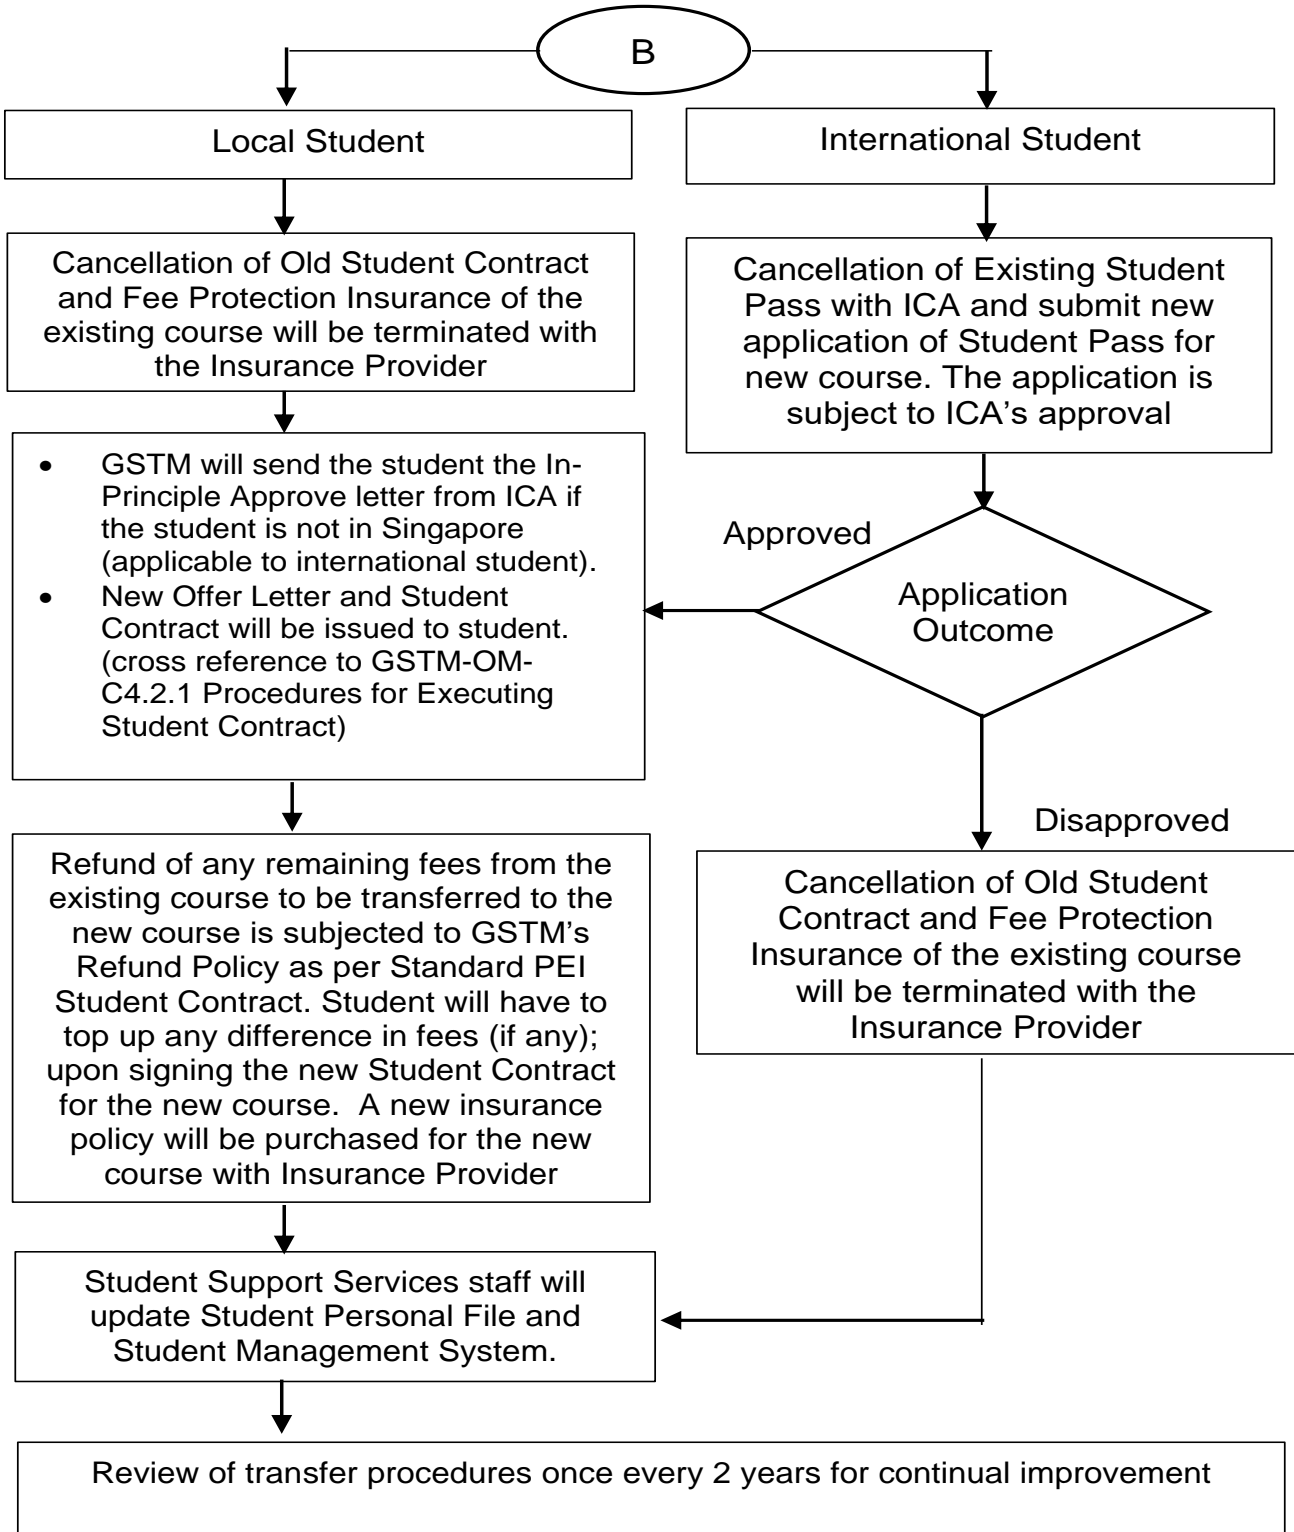 B
Local Student
International Student
Cancellation of Old Student Contract
and Fee Protection Insurance of the
existing course will be terminated with
the Insurance Provider
Cancellation of Existing Student
Pass with ICA and submit new
application of Student Pass for
new course. The application is
subject to ICA’s approval
• GSTM will send the student the In-
Principle Approve letter from ICA if
the student is not in Singapore
(applicable to international student).
• New Offer Letter and Student
Contract will be issued to student.
(cross reference to GSTM-OM-
C4.2.1 Procedures for Executing
Student Contract)
Approved
Application
Outcome
Disapproved
Refund of any remaining fees from the
existing course to be transferred to the
new course is subjected to GSTM’s
Refund Policy as per Standard PEI
Student Contract. Student will have to
top up any difference in fees (if any);
upon signing the new Student Contract
for the new course.  A new insurance
policy will be purchased for the new
course with Insurance Provider
Cancellation of Old Student
Contract and Fee Protection
Insurance of the existing course
will be terminated with the
Insurance Provider
Student Support Services staff will
update Student Personal File and
Student Management System.
Review of transfer procedures once every 2 years for continual improvement